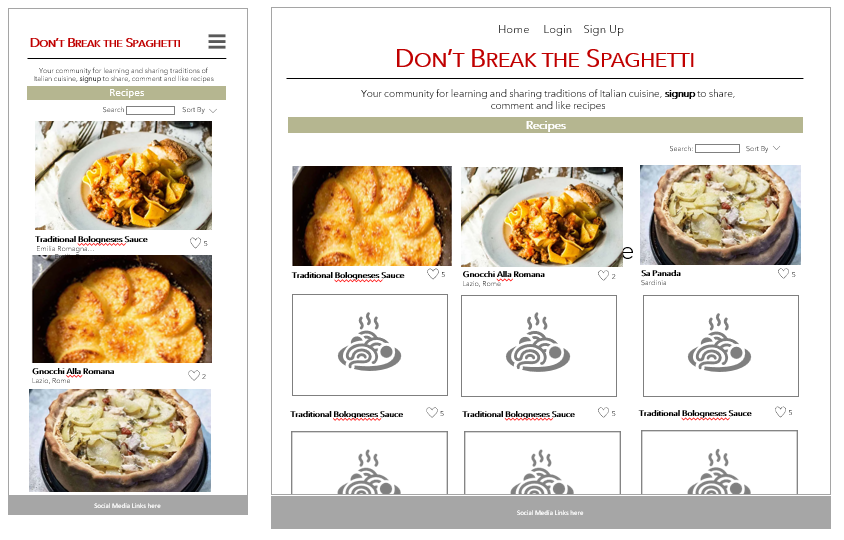 DON'T BREAK THE SPAGHETTI
Your community for learning and sharing traditions of
Italian cuisine, signup to share, comment and like recipes
Recipes
Search Sort By
Traditional Bologneses Sauce 5
Emilia Romagna...
Gnocchi Alla Romana 2
Lazio, Rome
Social Media Links here
Home Login Sign Up
DON'T BREAK THE SPAGHETTI
Your community for learning and sharing traditions of Italian cuisine, signup to share,
comment and like recipes
Recipes
Search: Sort By
e
Traditional Bologneses Sauce 5
Gnocchi Alla Romana 2
Lazio, Rome
Sa Panada 5
Sardinia
Traditional Bologneses Sauce 5
Traditional Bologneses Sauce 5
Traditional Bologneses Sauce 5
Social Media Links here